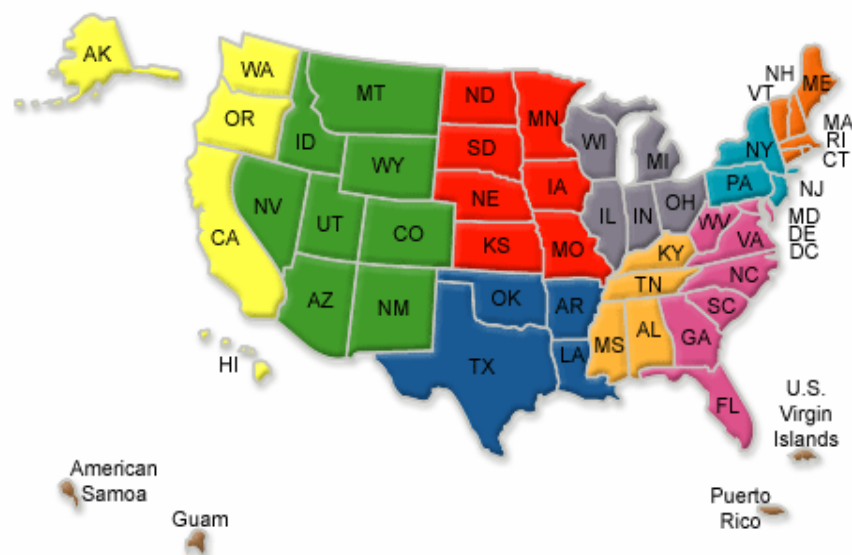 AK
WA
OR
CA
HI
MT
ID
WY
NV
UT
CO
AZ
NM
ND
SD
NE
KS
MN
IA
MO
OK
AR
TX
LA
WI
MI
IL
IN
OH
KY
TN
MS
AL
NY
PA
NJ
NH
VT
ME
MA
RI
CT
MD
DE
DC
WV
VA
NC
SC
GA
FL
U.S.
Virgin
Islands
Puerto
Rico
American
Samoa
Guam